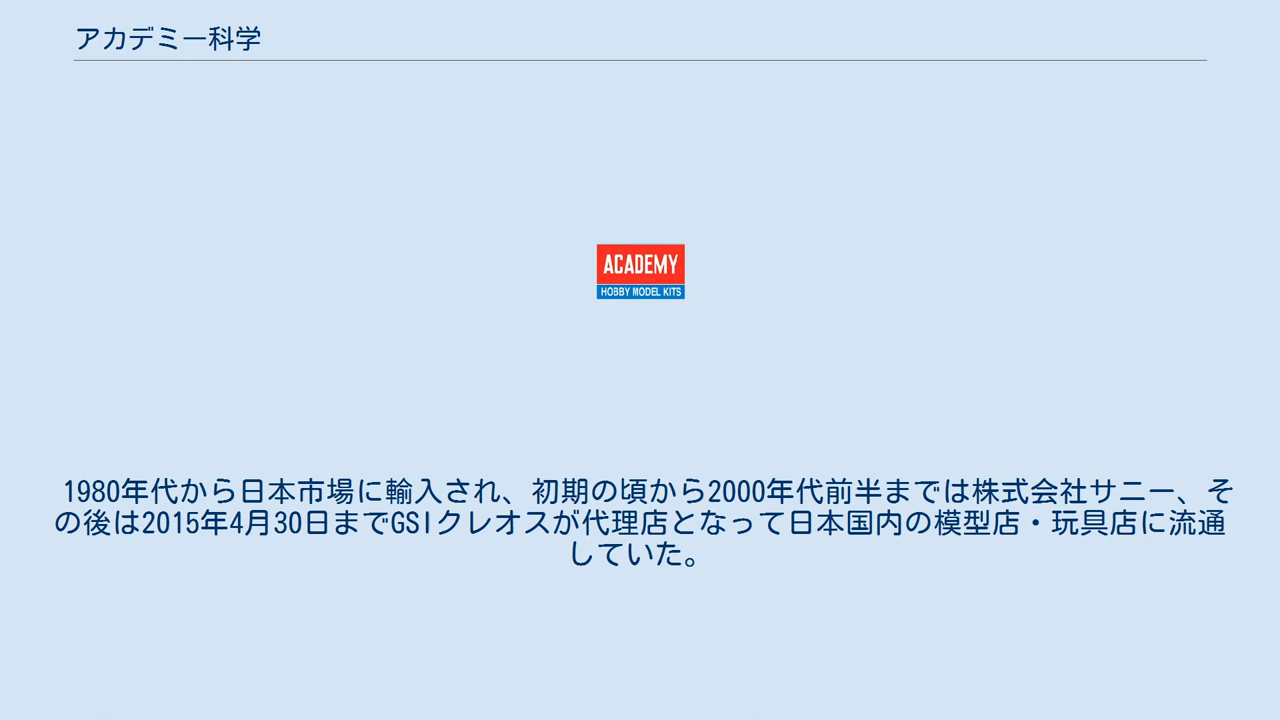 アカデミー科学
ACADEMY
HOBBY MODEL KITS
1980年代から日本市場に輸入され、初期の頃から2000年代前半までは株式会社サニー、そ
の後は2015年4月30日までGSIクレオスが代理店となって日本国内の模型店・玩具店に流通
していた。